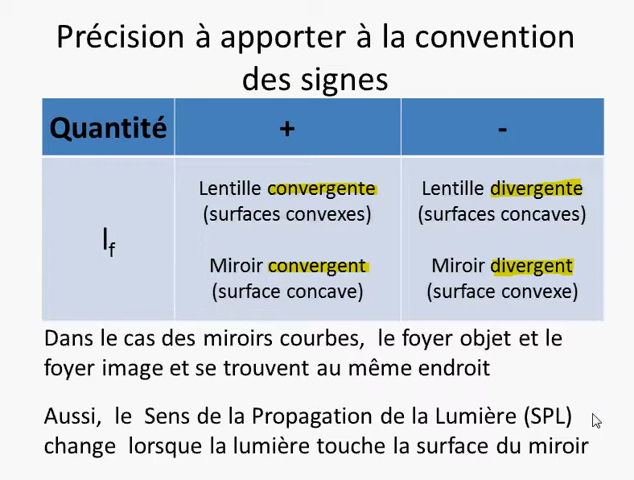 Précision à apporter à la convention
des signes
Quantité + -
Lentille convergente Lentille divergente
(surfaces convexes) (surfaces concaves)
lf
Miroir convergent Miroir divergent
(surface concave) (surface convexe)
Dans le cas des miroirs courbes, le foyer objet et le
foyer image et se trouvent au même endroit
Aussi, le Sens de la Propagation de la Lumière (SPL)
change lorsque la lumière touche la surface du miroir